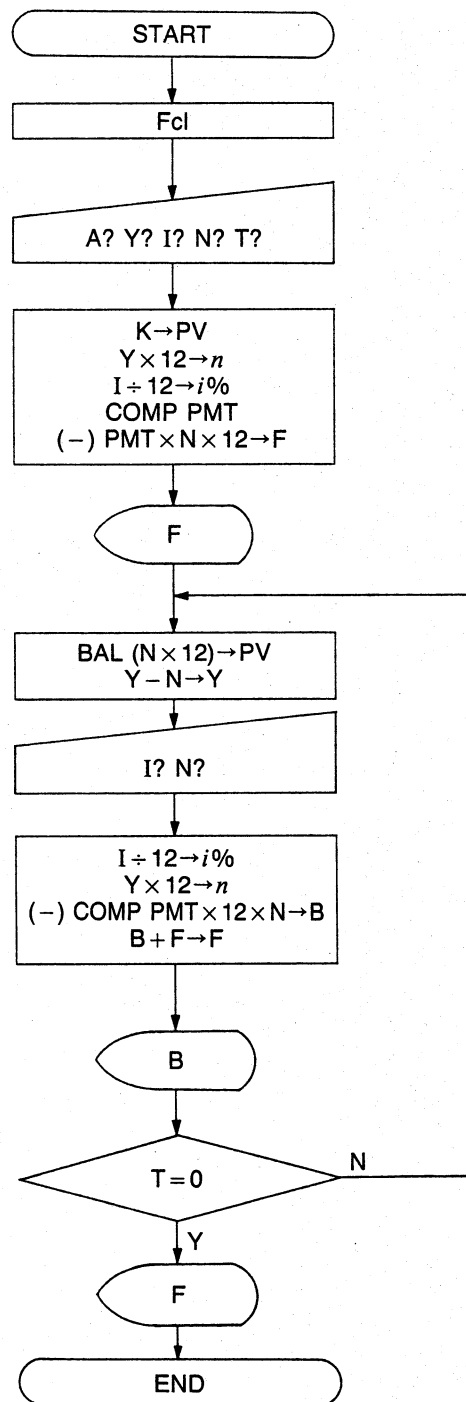 START
Fcl
A? Y? I? N? T?
K→PV
Y×12→n
I÷12→i%
COMP PMT
(−) PMT×N×12→F
F
BAL (N×12)→PV
Y−N→Y
I? N?
I÷12→i%
Y×12→n
(−) COMP PMT×12×N→B
B+F→F
B
T=0
N
Y
F
END